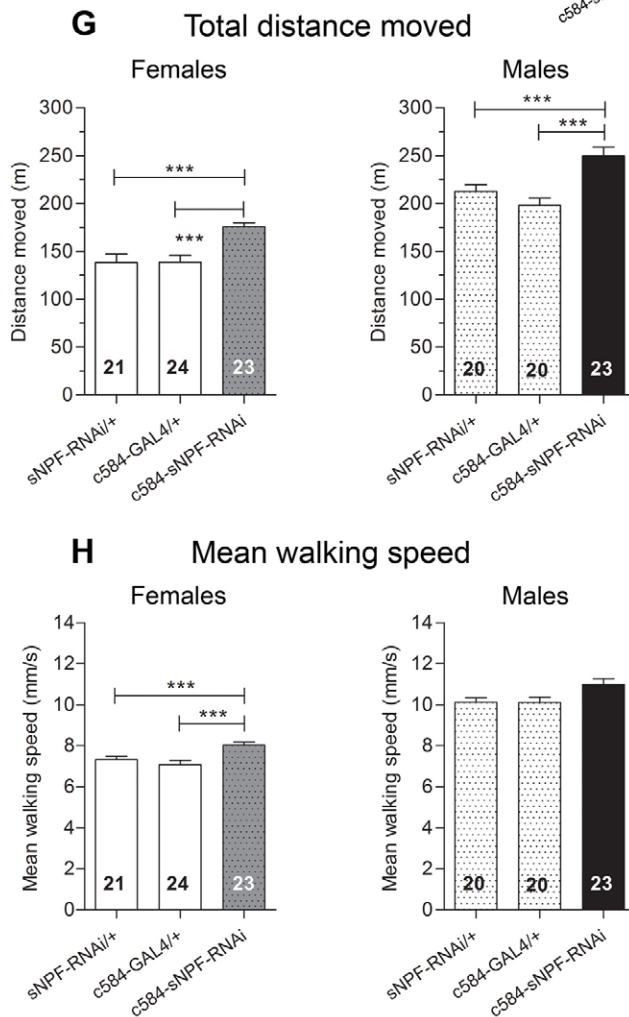 c584-s
G Total distance moved
Females
Distance moved (m)
300
250
200
150
100
50
0
***
***
21
24
23
sNPF-RNAi/+
c584-GAL4/+
c584-sNPF-RNAi
Males
Distance moved (m)
300
250
200
150
100
50
0
***
***
20
20
23
sNPF-RNAi/+
c584-GAL4/+
c584-sNPF-RNAi
H Mean walking speed
Females
Mean walking speed (mm/s)
14
12
10
8
6
4
2
0
***
***
21
24
23
sNPF-RNAi/+
c584-GAL4/+
c584-sNPF-RNAi
Males
Mean walking speed (mm/s)
14
12
10
8
6
4
2
0
20
20
23
sNPF-RNAi/+
c584-GAL4/+
c584-sNPF-RNAi